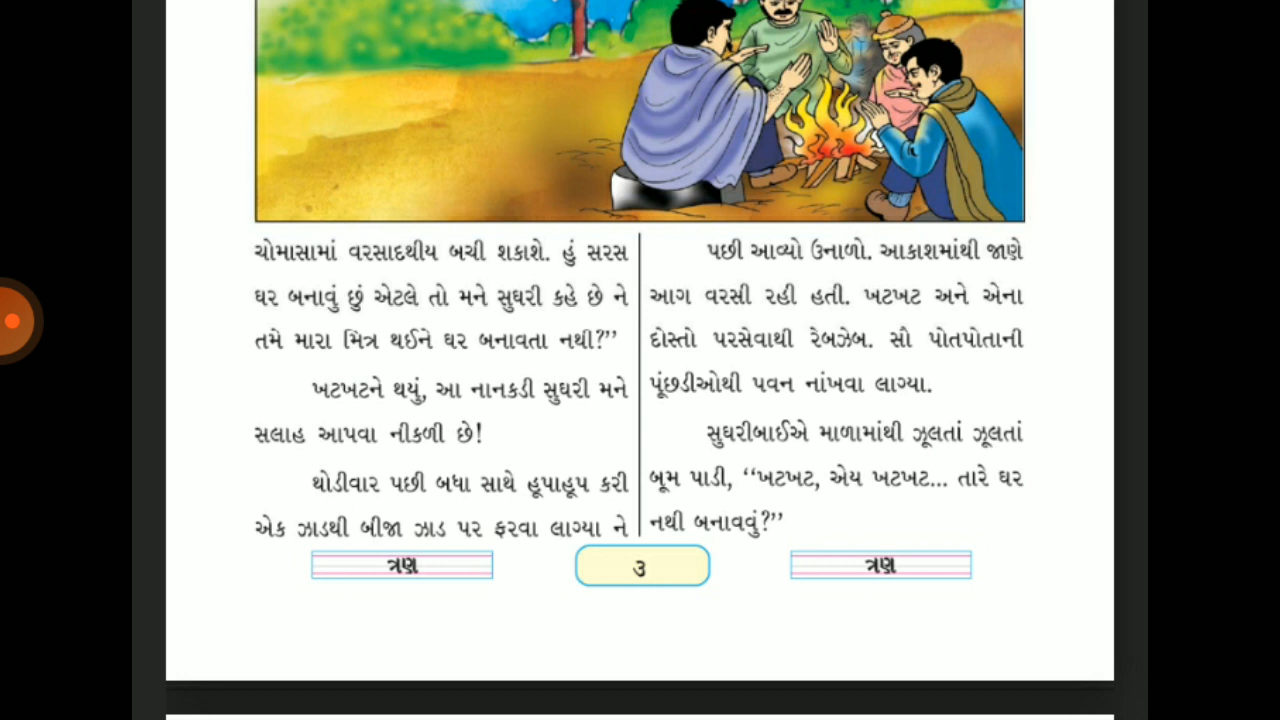 ચોમાસામાં વરસાદથીય બચી શકાશે. હું સરસ
ઘર બનાવું છું એટલે તો મને સુઘરી કહે છે ને
તમે મારા મિત્ર થઈને ઘર બનાવતા નથી?”
ખટખટને થયું, આ નાનકડી સુઘરી મને
સલાહ આપવા નીકળી છે!
થોડીવાર પછી બધા સાથે હૂપાહૂપ કરી
એક ઝાડથી બીજા ઝાડ પર ફરવા લાગ્યા ને
પછી આવ્યો ઉનાળો. આકાશમાંથી જાણે
આગ વરસી રહી હતી. ખટખટ અને એના
દોસ્તો પરસેવાથી રેબઝેબ. સૌ પોતપોતાની
પૂંછડીઓથી પવન નાંખવા લાગ્યા.
સુઘરીબાઈએ માળામાંથી ઝૂલતાં ઝૂલતાં
બૂમ પાડી, “ખટખટ, એય ખટખટ... તારે ઘર
નથી બનાવવું?”
ત્રણ
૩
ત્રણ